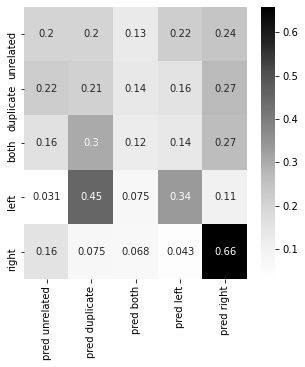 unrelated 0.2 0.2 0.13 0.22 0.24
duplicate 0.22 0.21 0.14 0.16 0.27
both 0.16 0.3 0.12 0.14 0.27
left 0.031 0.45 0.075 0.34 0.11
right 0.16 0.075 0.068 0.043 0.66
pred unrelated pred duplicate pred both pred left pred right
0.6
0.5
0.4
0.3
0.2
0.1